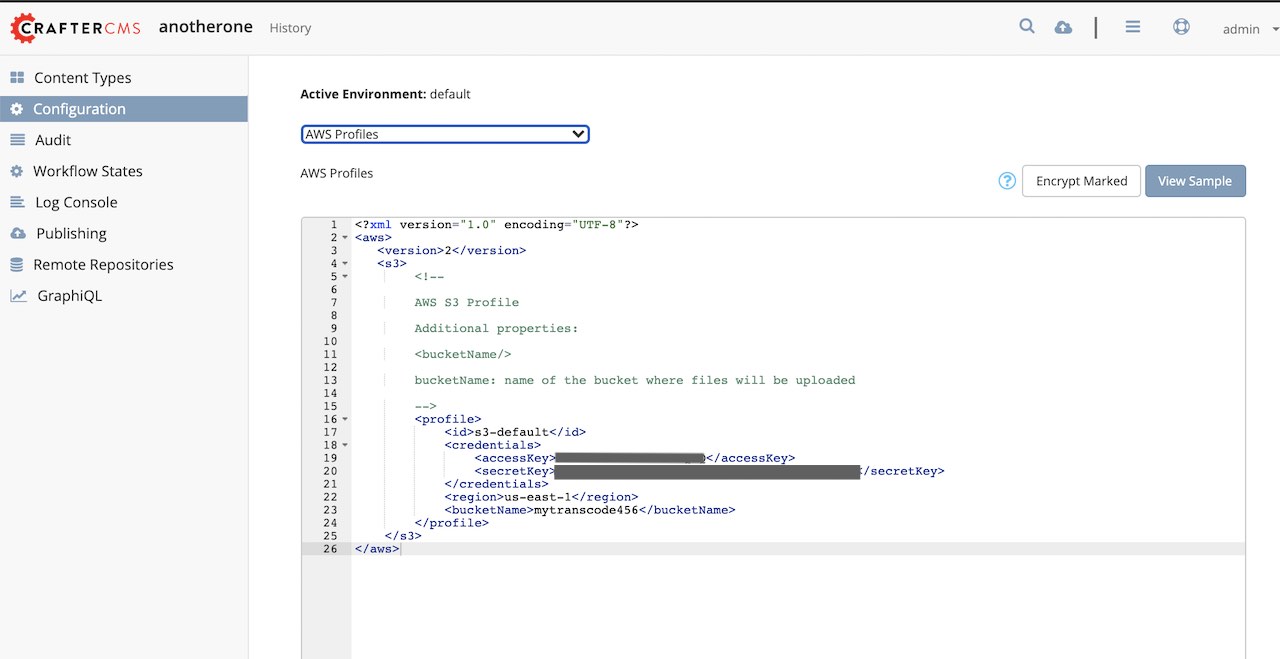 CRAFTERCMS anotherone History admin
Content Types
Configuration
Audit
Workflow States
Log Console
Publishing
Remote Repositories
GraphiQL
Active Environment: default
AWS Profiles
AWS Profiles
? Encrypt Marked View Sample
1 <?xml version="1.0" encoding="UTF-8"?>
2 <aws>
3 <version>2</version>
4 <s3>
5 <!--
6
7 AWS S3 Profile
8
9 Additional properties:
10
11 <bucketName/>
12
13 bucketName: name of the bucket where files will be uploaded
14
15 -->
16 <profile>
17 <id>s3-default</id>
18 <credentials>
19 <accessKey></accessKey>
20 <secretKey>/secretKey>
21 </credentials>
22 <region>us-east-1</region>
23 <bucketName>mytranscode456</bucketName>
24 </profile>
25 </s3>
26 </aws>